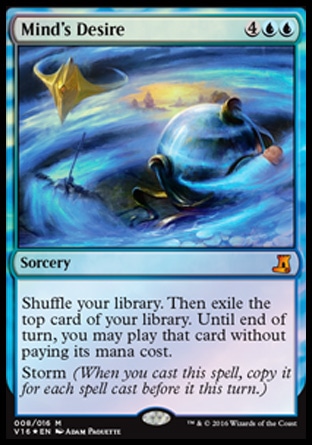 Mind's Desire 4
Sorcery
Shuffle your library. Then exile the
top card of your library. Until end of
turn, you may play that card without
paying its mana cost.
Storm (When you cast this spell, copy it
for each spell cast before it this turn.)
008/016 M
V16 ★ EN Adam Paquette
™ & © 2016 Wizards of the Coast